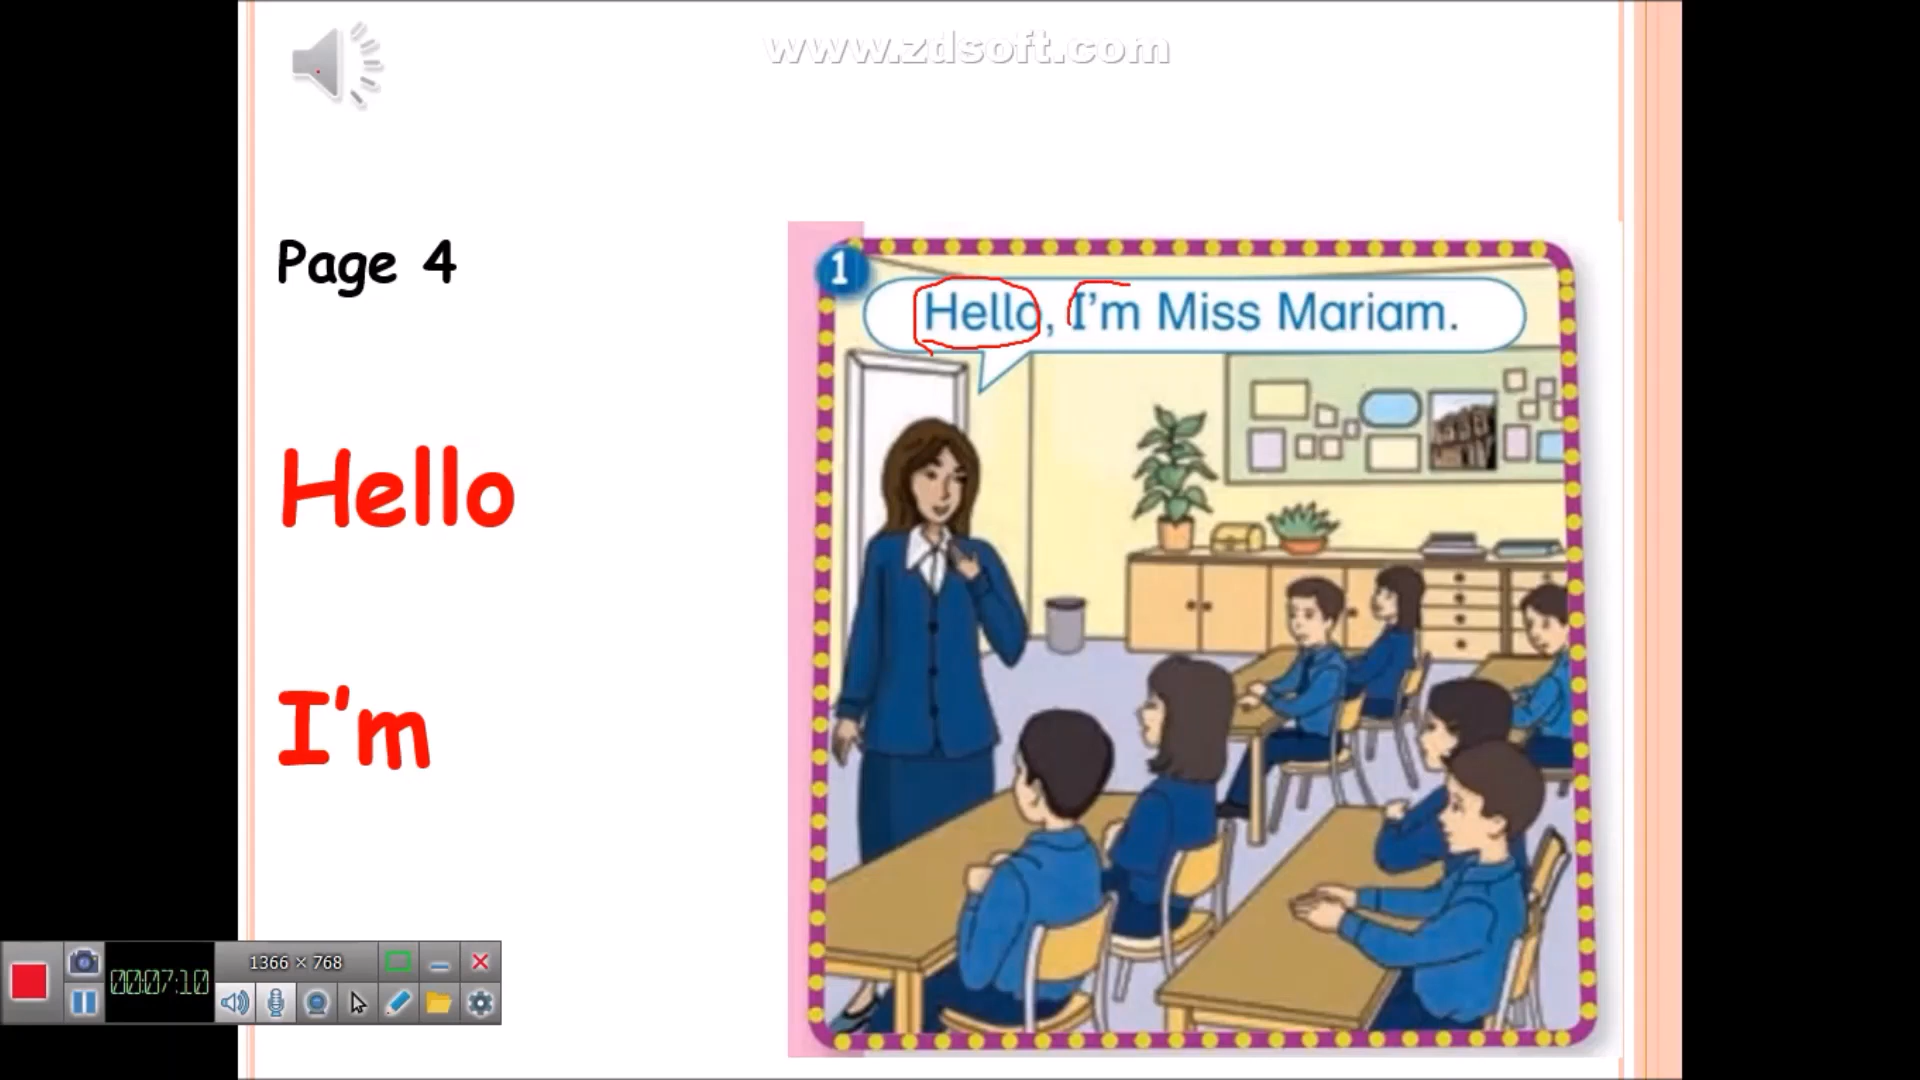 www.zdsoft.com
Page 4
Hello
I'm
1
Hello, I'm Miss Mariam.
00:07:10
1366 × 768